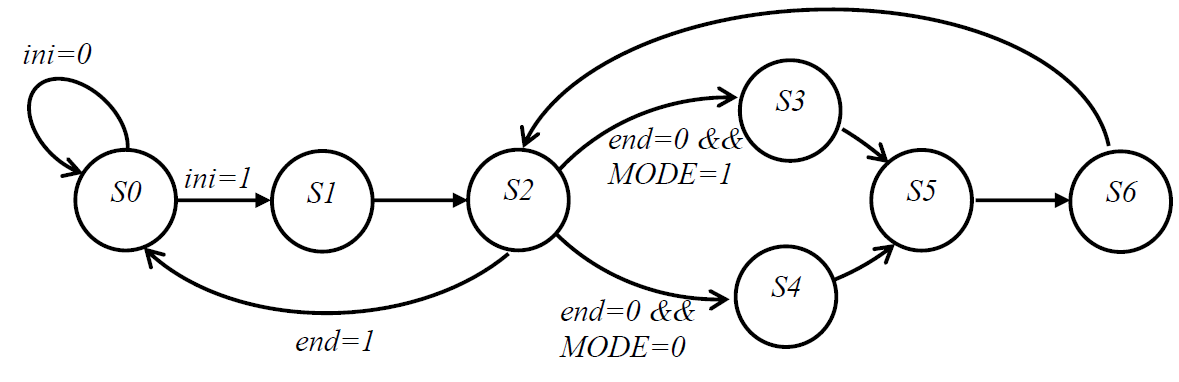 ini=0
S3
end=0 &&
MODE=1
S0
ini=1
S1
S2
S5
S6
S4
end=0 &&
MODE=0
end=1